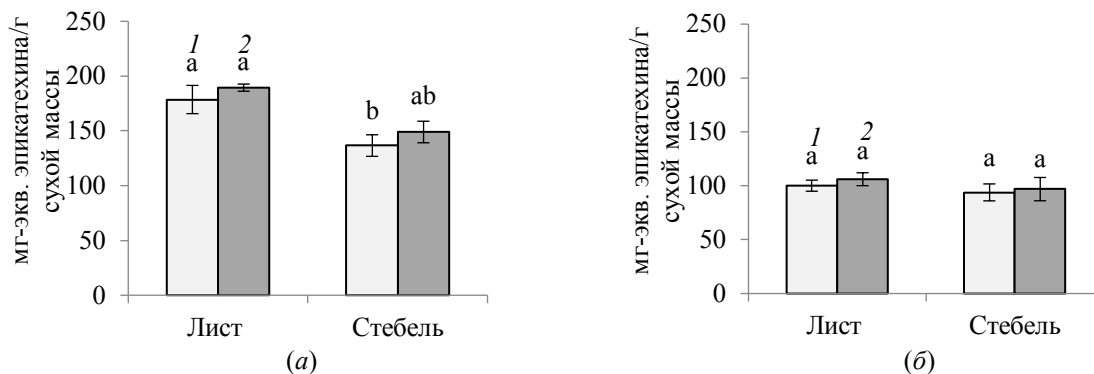 мг-экв. эпикатехина/г
сухой массы
250
200
150
100
50
0
1
2
a
a
b
ab
Лист
Стебель
(а)
мг-экв. эпикатехина/г
сухой массы
250
200
150
100
50
0
1
2
a
a
a
a
Лист
Стебель
(б)